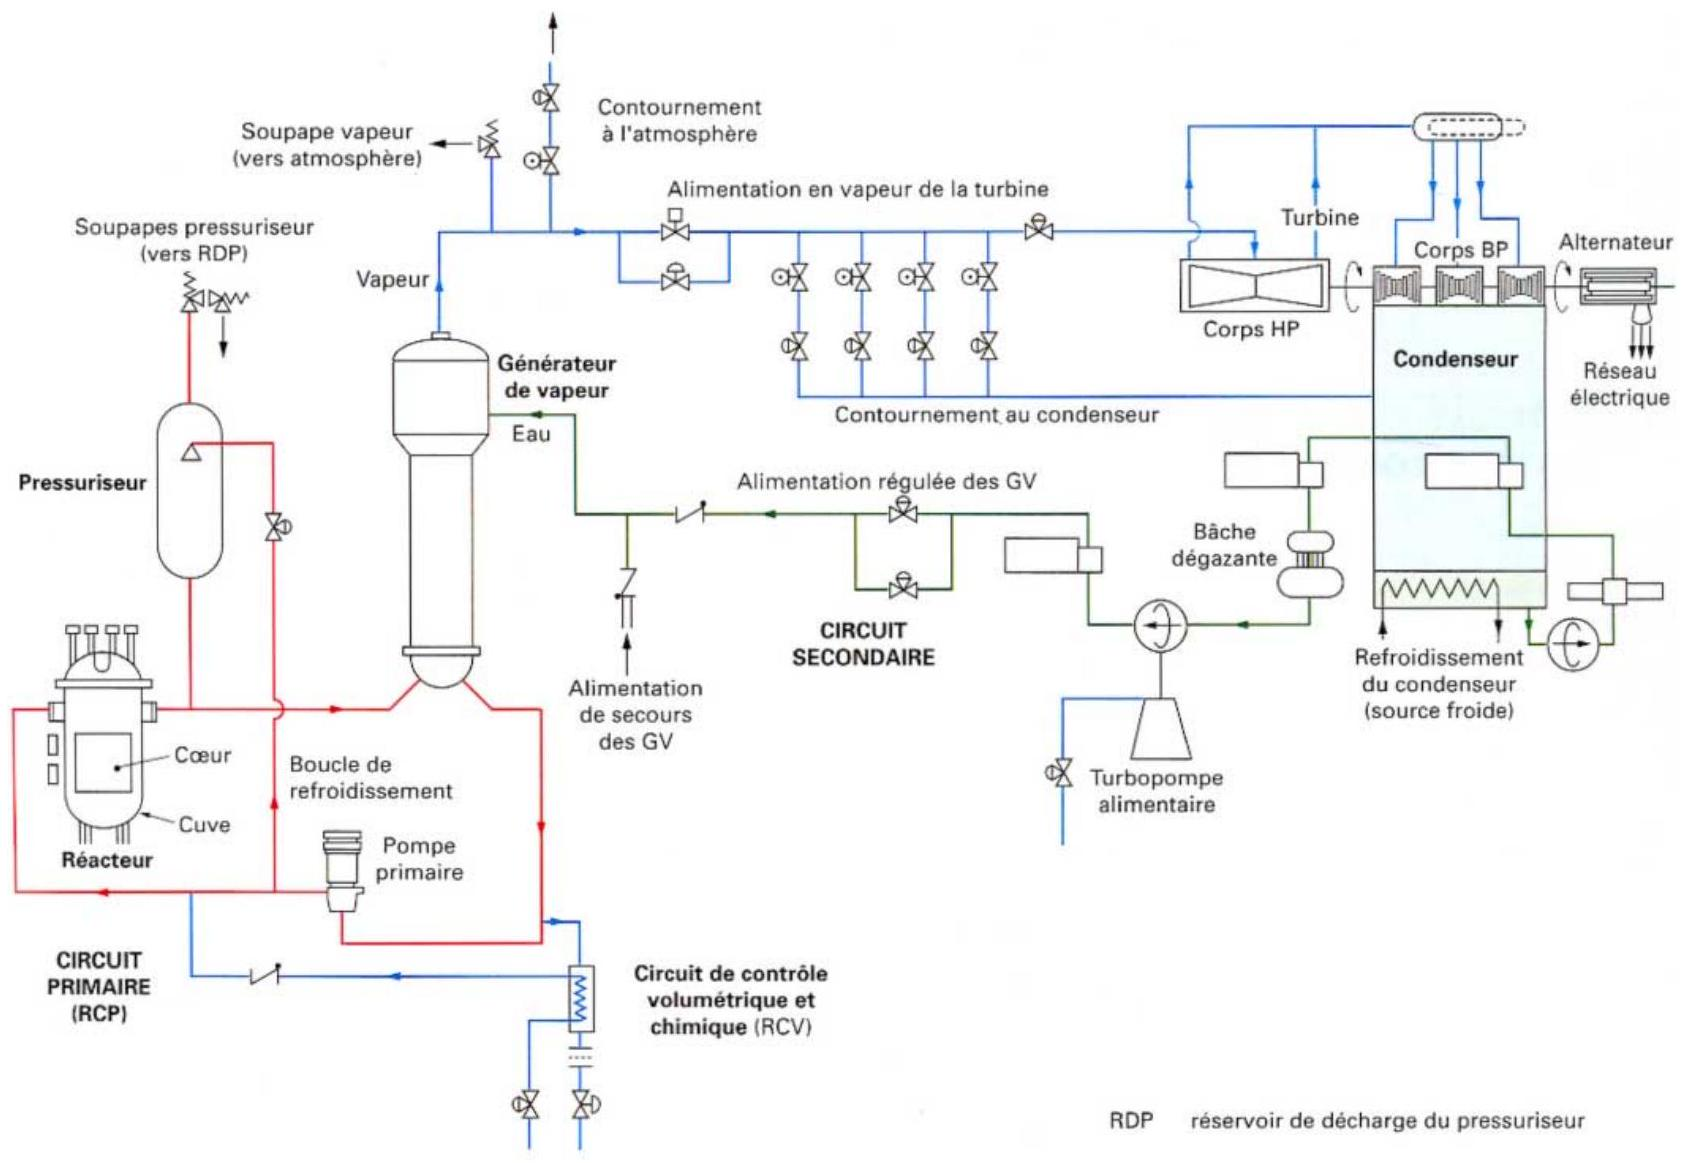 Contournement
à l'atmosphère
Soupape vapeur
(vers atmosphère)
Alimentation en vapeur de la turbine
Soupapes pressuriseur
(vers RDP)
Turbine
Corps BP
Alternateur
Vapeur
Corps HP
Générateur
de vapeur
Condenseur
Réseau
électrique
Contournement au condenseur
Eau
Pressuriseur
Alimentation régulée des GV
Bâche
dégazante
CIRCUIT
SECONDAIRE
Refroidissement
du condenseur
(source froide)
Alimentation
de secours
des GV
Cœur
Boucle de
refroidissement
Turbopompe
alimentaire
Cuve
Réacteur
Pompe
primaire
CIRCUIT
PRIMAIRE
(RCP)
Circuit de contrôle
volumétrique et
chimique (RCV)
RDP réservoir de décharge du pressuriseur